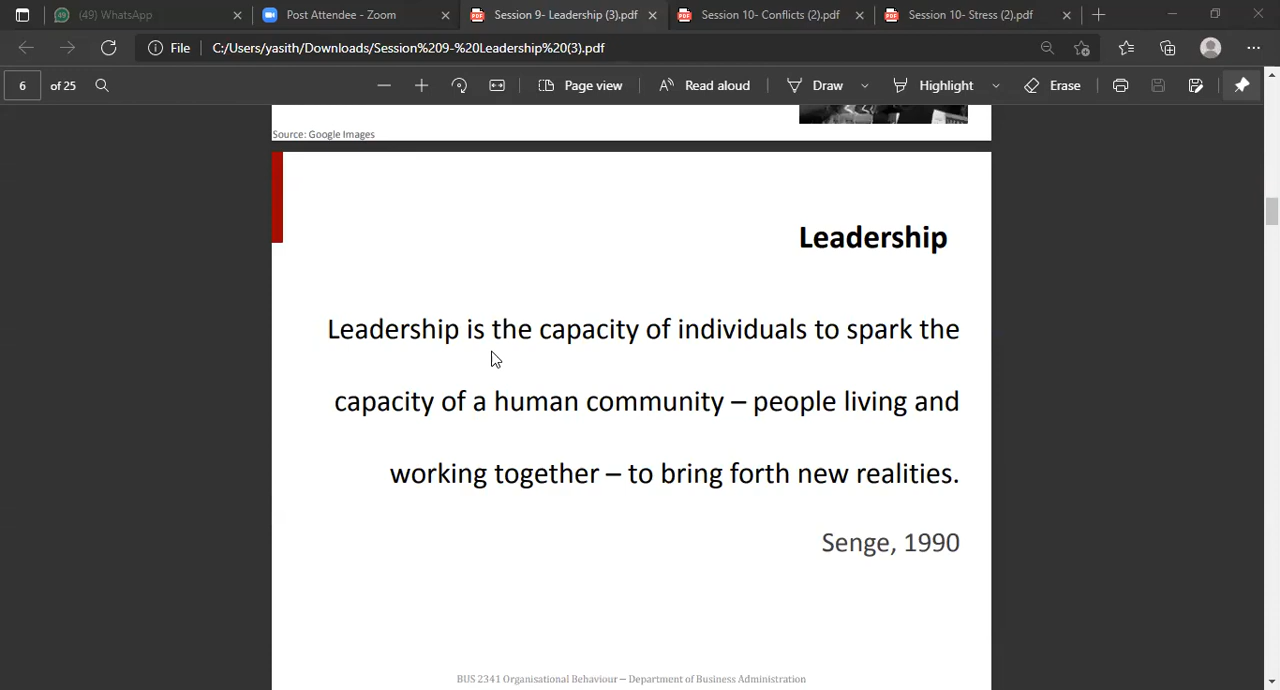 49 (49) WhatsApp
Post Attendee - Zoom
Session 9- Leadership (3).pdf
Session 10- Conflicts (2).pdf
Session 10- Stress (2).pdf
File C:/Users/yasith/Downloads/Session%209-%20Leadership%20(3).pdf
6 of 25 Page view Read aloud Draw Highlight Erase
Source: Google Images
Leadership
Leadership is the capacity of individuals to spark the
capacity of a human community – people living and
working together – to bring forth new realities.
Senge, 1990
BUS 2341 Organisational Behaviour – Department of Business Administration